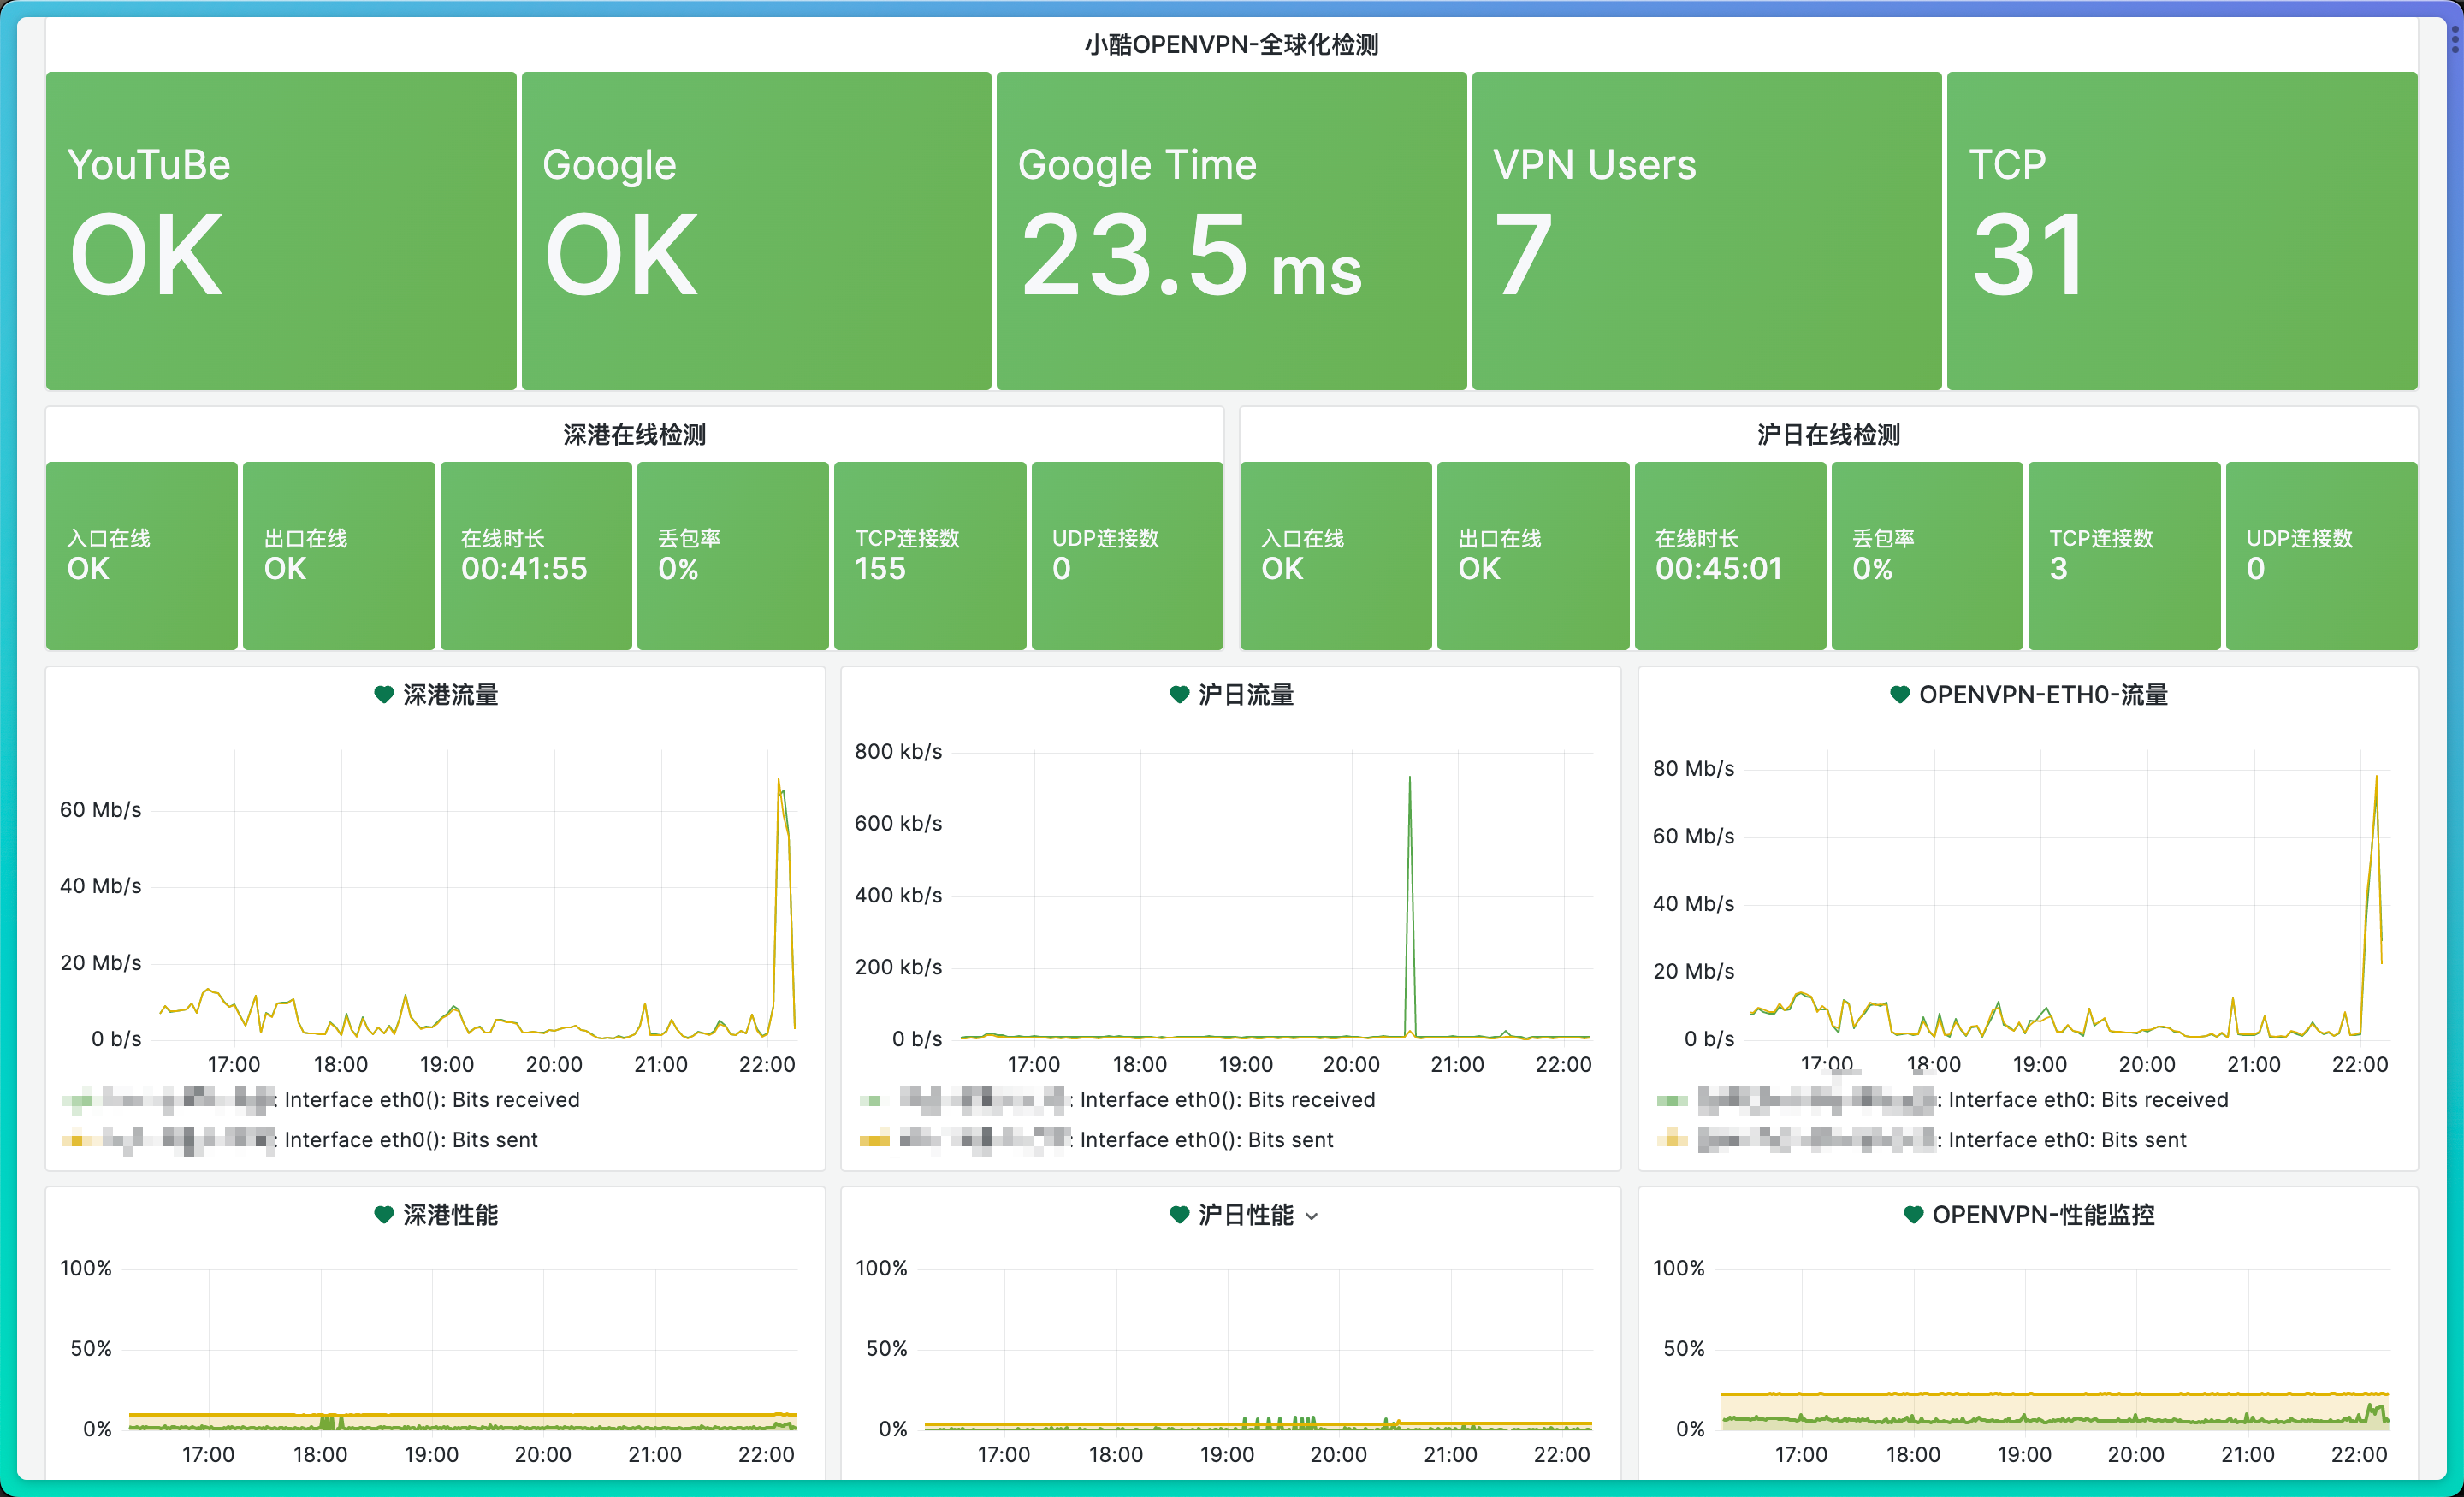 小酷OPENVPN-全球化检测
YouTuBe
OK
Google
OK
Google Time
23.5 ms
VPN Users
7
TCP
31
深港在线检测
入口在线
OK
出口在线
OK
在线时长
00:41:55
丢包率
0%
TCP连接数
155
UDP连接数
0
沪日在线检测
入口在线
OK
出口在线
OK
在线时长
00:45:01
丢包率
0%
TCP连接数
3
UDP连接数
0
深港流量
60 Mb/s
40 Mb/s
20 Mb/s
0 b/s
17:00 18:00 19:00 20:00 21:00 22:00
: Interface eth0(): Bits received
: Interface eth0(): Bits sent
沪日流量
800 kb/s
600 kb/s
400 kb/s
200 kb/s
0 b/s
17:00 18:00 19:00 20:00 21:00 22:00
: Interface eth0(): Bits received
: Interface eth0(): Bits sent
OPENVPN-ETH0-流量
80 Mb/s
60 Mb/s
40 Mb/s
20 Mb/s
0 b/s
17:00 18:00 19:00 20:00 21:00 22:00
: Interface eth0: Bits received
: Interface eth0: Bits sent
深港性能
100%
50%
0%
17:00 18:00 19:00 20:00 21:00 22:00
沪日性能
100%
50%
0%
17:00 18:00 19:00 20:00 21:00 22:00
OPENVPN-性能监控
100%
50%
0%
17:00 18:00 19:00 20:00 21:00 22:00